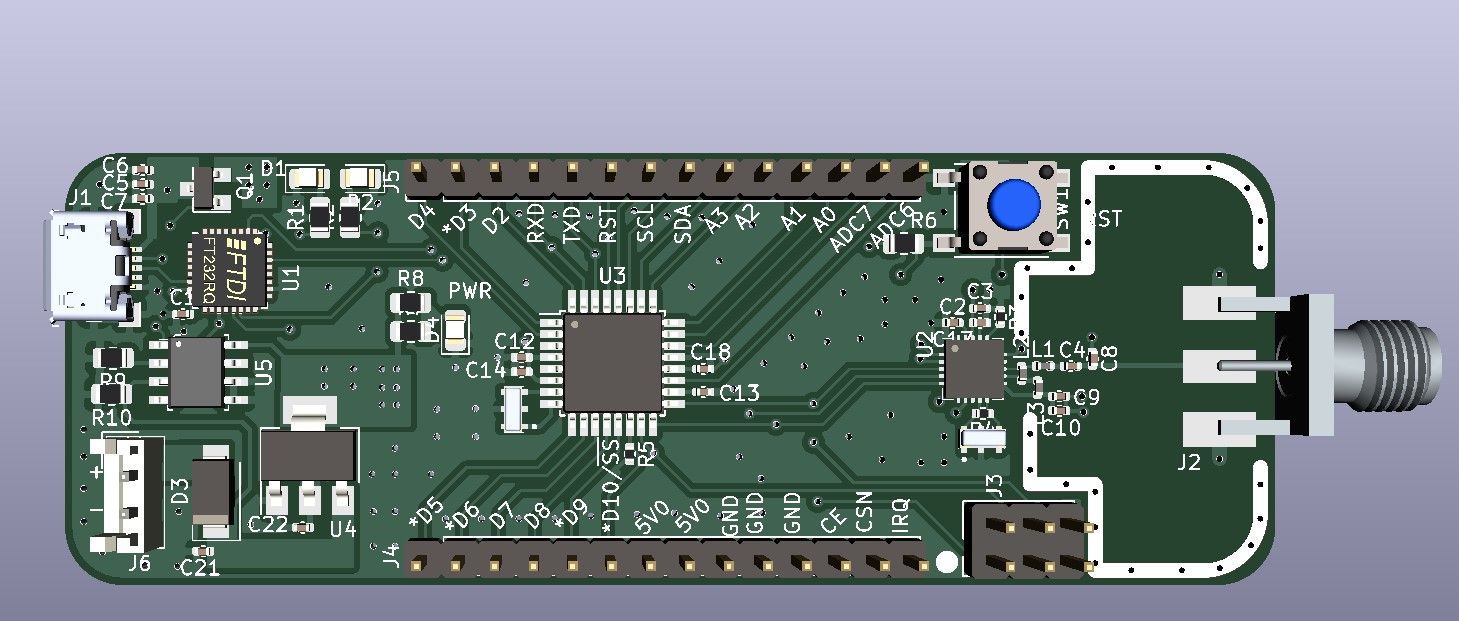 C6
C5
C7
J1
Q1
D1
J5
R1
R2
U1
FTDI
FT232RQ
C1
D4
*D3
D2
RXD
TXD
RST
SCL
SDA
A3
A2
A1
A0
ADC7
ADC6
R6
SW1
U3
R8
PWR
R9
R10
U5
C12
C14
C18
C13
C2
C3
U2
L1
C4
C8
C9
C10
J2
+
-
J6
D3
C21
C22
U4
R5
*D5
*D6
D7
D8
*D9
*D10/SS
5V0
5V0
GND
GND
GND
CE
CSN
IRQ
J4
J3